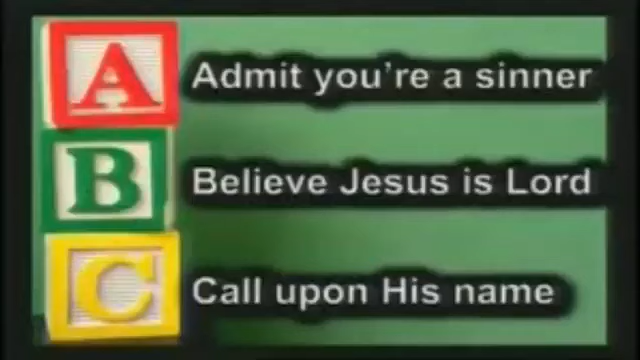 A Admit you're a sinner
B Believe Jesus is Lord
C Call upon His name